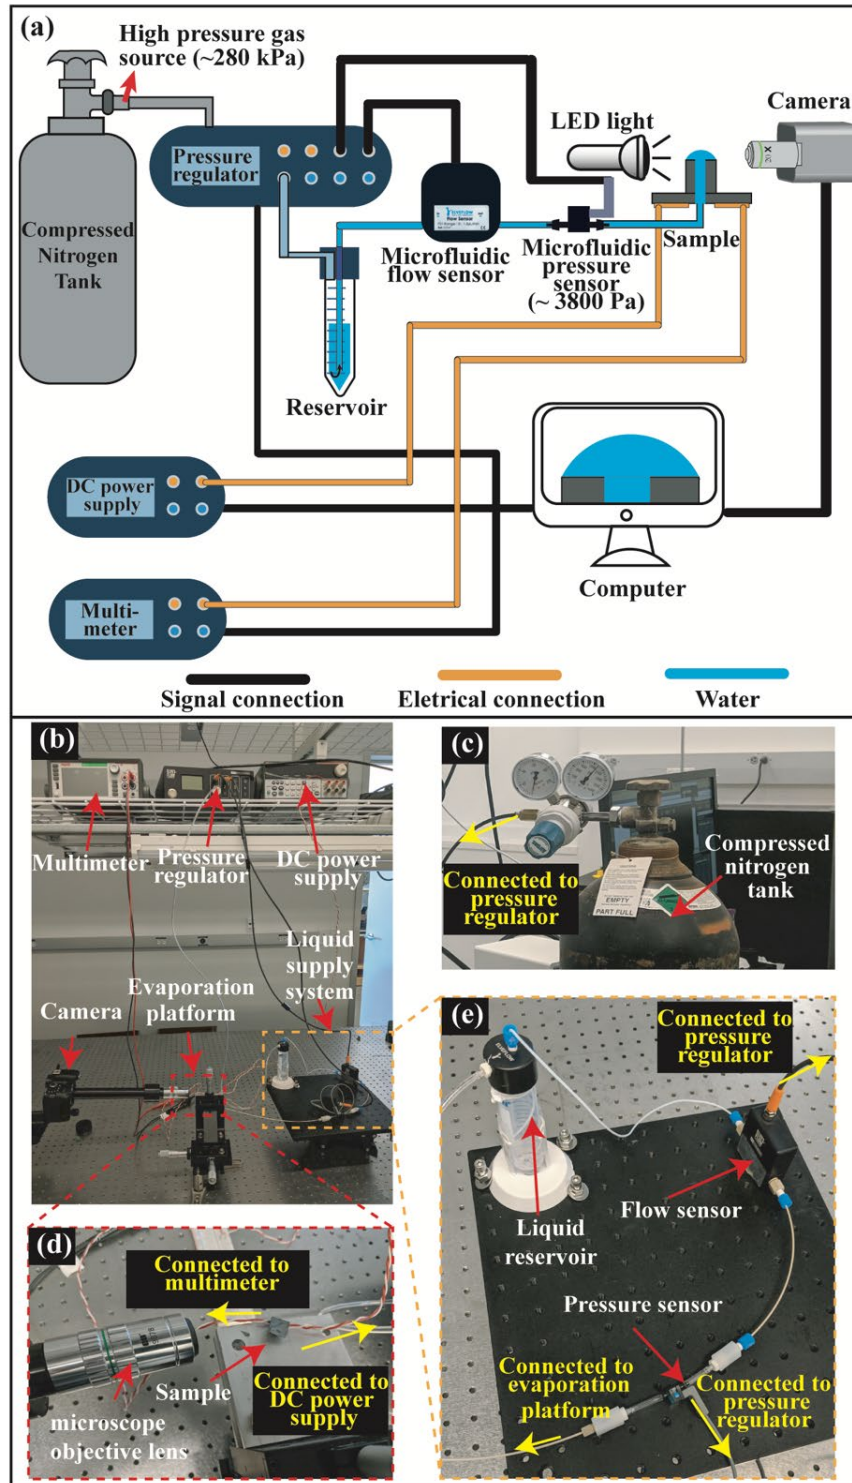 (a)
High pressure gas
source (~280 kPa)
Camera
LED light
Pressure
regulator
20 X
Compressed
Nitrogen
Tank
Flow Sensor
Microfluidic
flow sensor
Microfluidic
pressure
sensor
(~ 3800 Pa)
Sample
Reservoir
DC power
supply
Computer
Multi-
meter
Signal connection
Eletrical connection
Water
(b)
Multimeter
Pressure
regulator
DC power
supply
Liquid
supply
system
Evaporation
platform
Camera
(c)
Compressed
nitrogen
tank
Connected to
pressure
regulator
EMPTY
PART FULL
(d)
Connected to
multimeter
Sample
Connected to
DC power
supply
microscope
objective lens
(e)
Connected to
pressure
regulator
Flow sensor
Liquid
reservoir
Pressure sensor
Connected to
evaporation
platform
Connected to
pressure
regulator